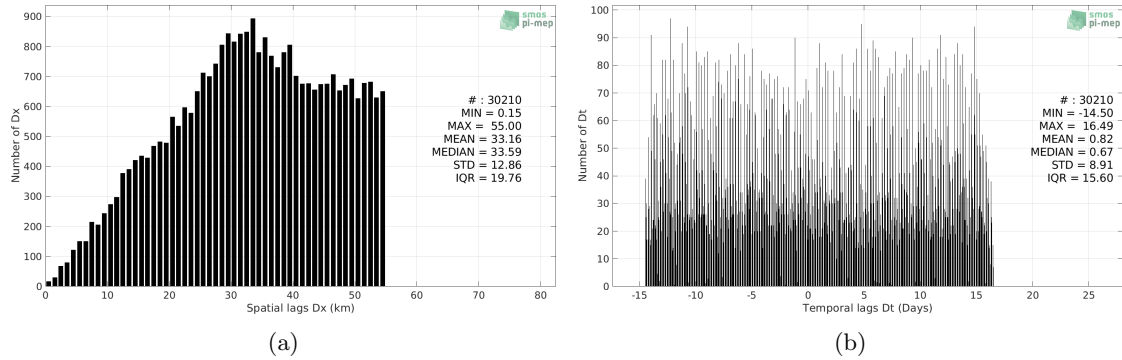 900
800
700
600
500
400
300
200
100
0
Number of Dx
0 10 20 30 40 50 60 70 80
Spatial lags Dx (km)
smos
pi-mep
# : 30210
MIN = 0.15
MAX = 55.00
MEAN = 33.16
MEDIAN = 33.59
STD = 12.86
IQR = 19.76
(a)
100
90
80
70
60
50
40
30
20
10
0
Number of Dt
-15 -10 -5 0 5 10 15 20 25
Temporal lags Dt (Days)
smos
pi-mep
# : 30210
MIN = -14.50
MAX = 16.49
MEAN = 0.82
MEDIAN = 0.67
STD = 8.91
IQR = 15.60
(b)